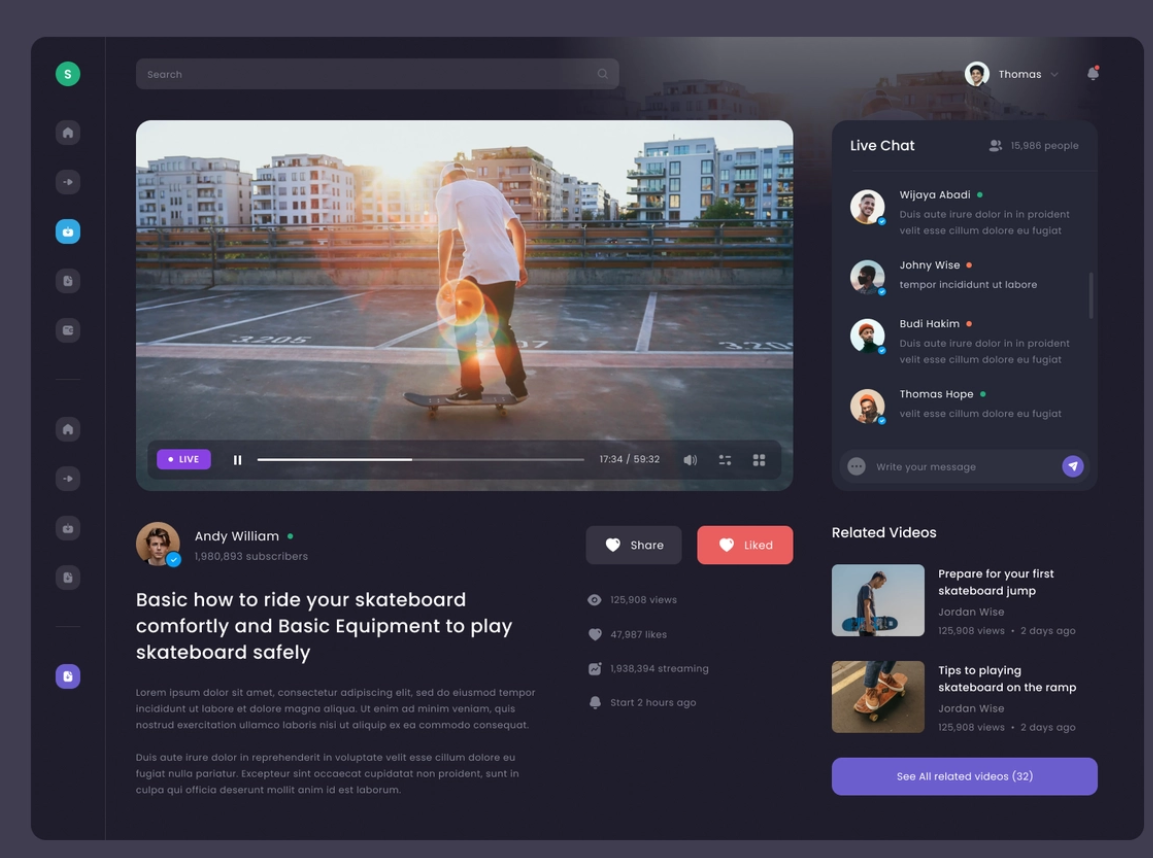 S
Search
Thomas
3205
07
3.20
LIVE
17:34 / 59:32
Live Chat
15,986 people
Wijaya Abadi
Duis aute irure dolor in in proident
velit esse cillum dolore eu fugiat
Johny Wise
tempor incididunt ut labore
Budi Hakim
Duis aute irure dolor in in proident
velit esse cillum dolore eu fugiat
Thomas Hope
velit esse cillum dolore eu fugiat
Write your message
Andy William
1,980,893 subscribers
Share
Liked
Basic how to ride your skateboard
comfortly and Basic Equipment to play
skateboard safely
Lorem ipsum dolor sit amet, consectetur adipiscing elit, sed do eiusmod tempor
incididunt ut labore et dolore magna aliqua. Ut enim ad minim veniam, quis
nostrud exercitation ullamco laboris nisi ut aliquip ex ea commodo consequat.
Duis aute irure dolor in reprehenderit in voluptate velit esse cillum dolore eu
fugiat nulla pariatur. Excepteur sint occaecat cupidatat non proident, sunt in
culpa qui officia deserunt mollit anim id est laborum.
125,908 views
47,987 likes
1,938,394 streaming
Start 2 hours ago
Related Videos
Prepare for your first
skateboard jump
Jordan Wise
125,908 views • 2 days ago
Tips to playing
skateboard on the ramp
Jordan Wise
125,908 views • 2 days ago
See All related videos (32)